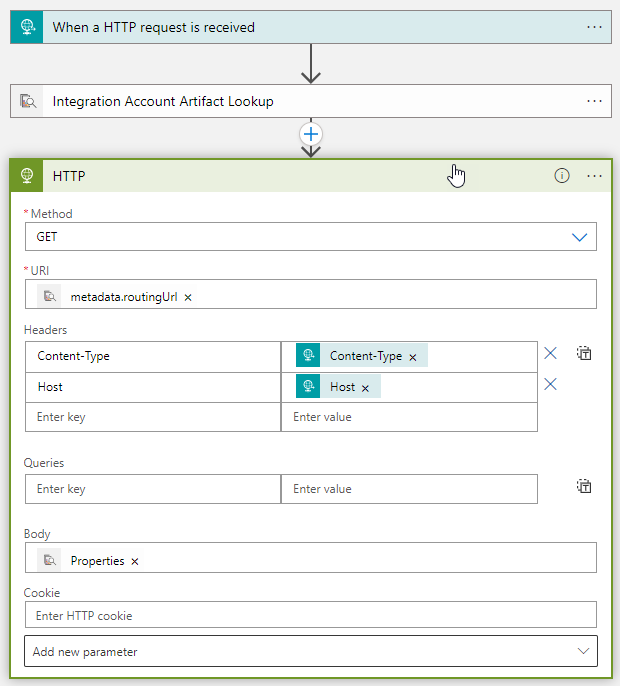 When a HTTP request is received
Integration Account Artifact Lookup
HTTP
* Method
GET
* URI
metadata.routingUrl
Headers
Content-Type Content-Type
Host Host
Enter key Enter value
Queries
Enter key Enter value
Body
Properties
Cookie
Enter HTTP cookie
Add new parameter